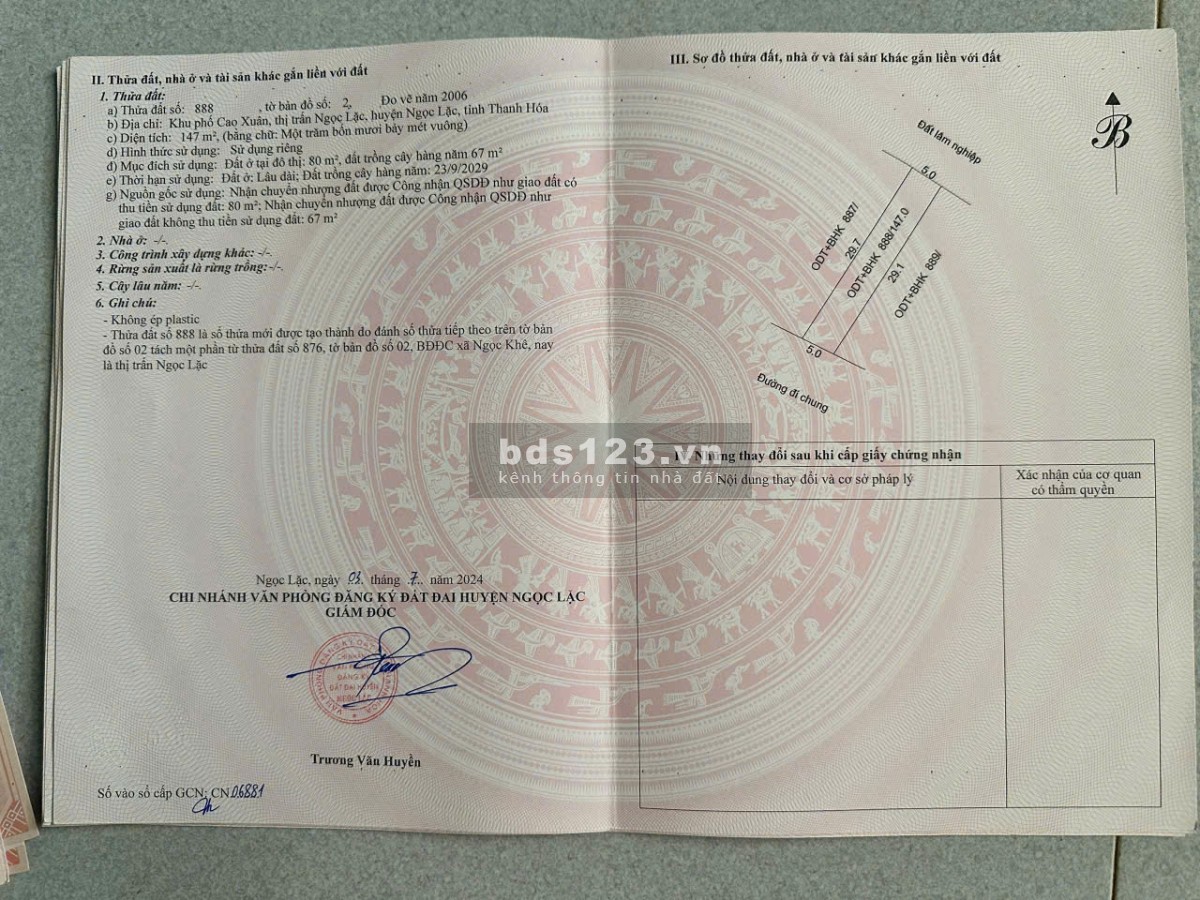 II. Thửa đất, nhà ở và tài sản khác gắn liền với đất
1. Thửa đất:
a) Thửa đất số: 888 , tờ bản đồ số: 2, Đo vẽ năm 2006
b) Địa chỉ: Khu phố Cao Xuân, thị trấn Ngọc Lặc, huyện Ngọc Lặc, tỉnh Thanh Hóa
c) Diện tích: 147 m², (bằng chữ: Một trăm bốn mươi bảy mét vuông)
d) Hình thức sử dụng: Sử dụng riêng
đ) Mục đích sử dụng: Đất ở tại đô thị: 80 m², đất trồng cây hàng năm 67 m²
e) Thời hạn sử dụng: Đất ở: Lâu dài; Đất trồng cây hàng năm: 23/9/2029
g) Nguồn gốc sử dụng: Nhận chuyển nhượng đất được Công nhận QSDĐ như giao đất có
thu tiền sử dụng đất: 80 m²; Nhận chuyển nhượng đất được Công nhận QSDĐ như
giao đất không thu tiền sử dụng đất: 67 m²
2. Nhà ở: -/-.
3. Công trình xây dựng khác: -/-.
4. Rừng sản xuất là rừng trồng:-/-.
5. Cây lâu năm: -/-.
6. Ghi chú:
- Không ép plastic
- Thửa đất số 888 là số thửa mới được tạo thành do đánh số thửa tiếp theo trên tờ bản
đồ số 02 tách một phần từ thửa đất số 876, tờ bản đồ số 02, BĐĐC xã Ngọc Khê, nay
là thị trấn Ngọc Lặc
Ngọc Lặc, ngày 03 tháng 7 năm 2024
CHI NHÁNH VĂN PHÒNG ĐĂNG KÝ ĐẤT ĐAI HUYỆN NGỌC LẶC
GIÁM ĐỐC
ĐĂNG KÝ
ĐẤT ĐAI HUYỆN
NGỌC LẶC
Trương Văn Huyền
Số vào sổ cấp GCN: CN 06881
III. Sơ đồ thửa đất, nhà ở và tài sản khác gắn liền với đất
B
Đất lâm nghiệp
5.0
ODT+BHK 887/
29.7
ODT+BHK 888/147.0
29.1
ODT+BHK 889/
5.0
Đường đi chung
Những thay đổi sau khi cấp giấy chứng nhận
Nội dung thay đổi và cơ sở pháp lý
Xác nhận của cơ quan
có thẩm quyền
bds123.vn
kênh thông tin nhà đất